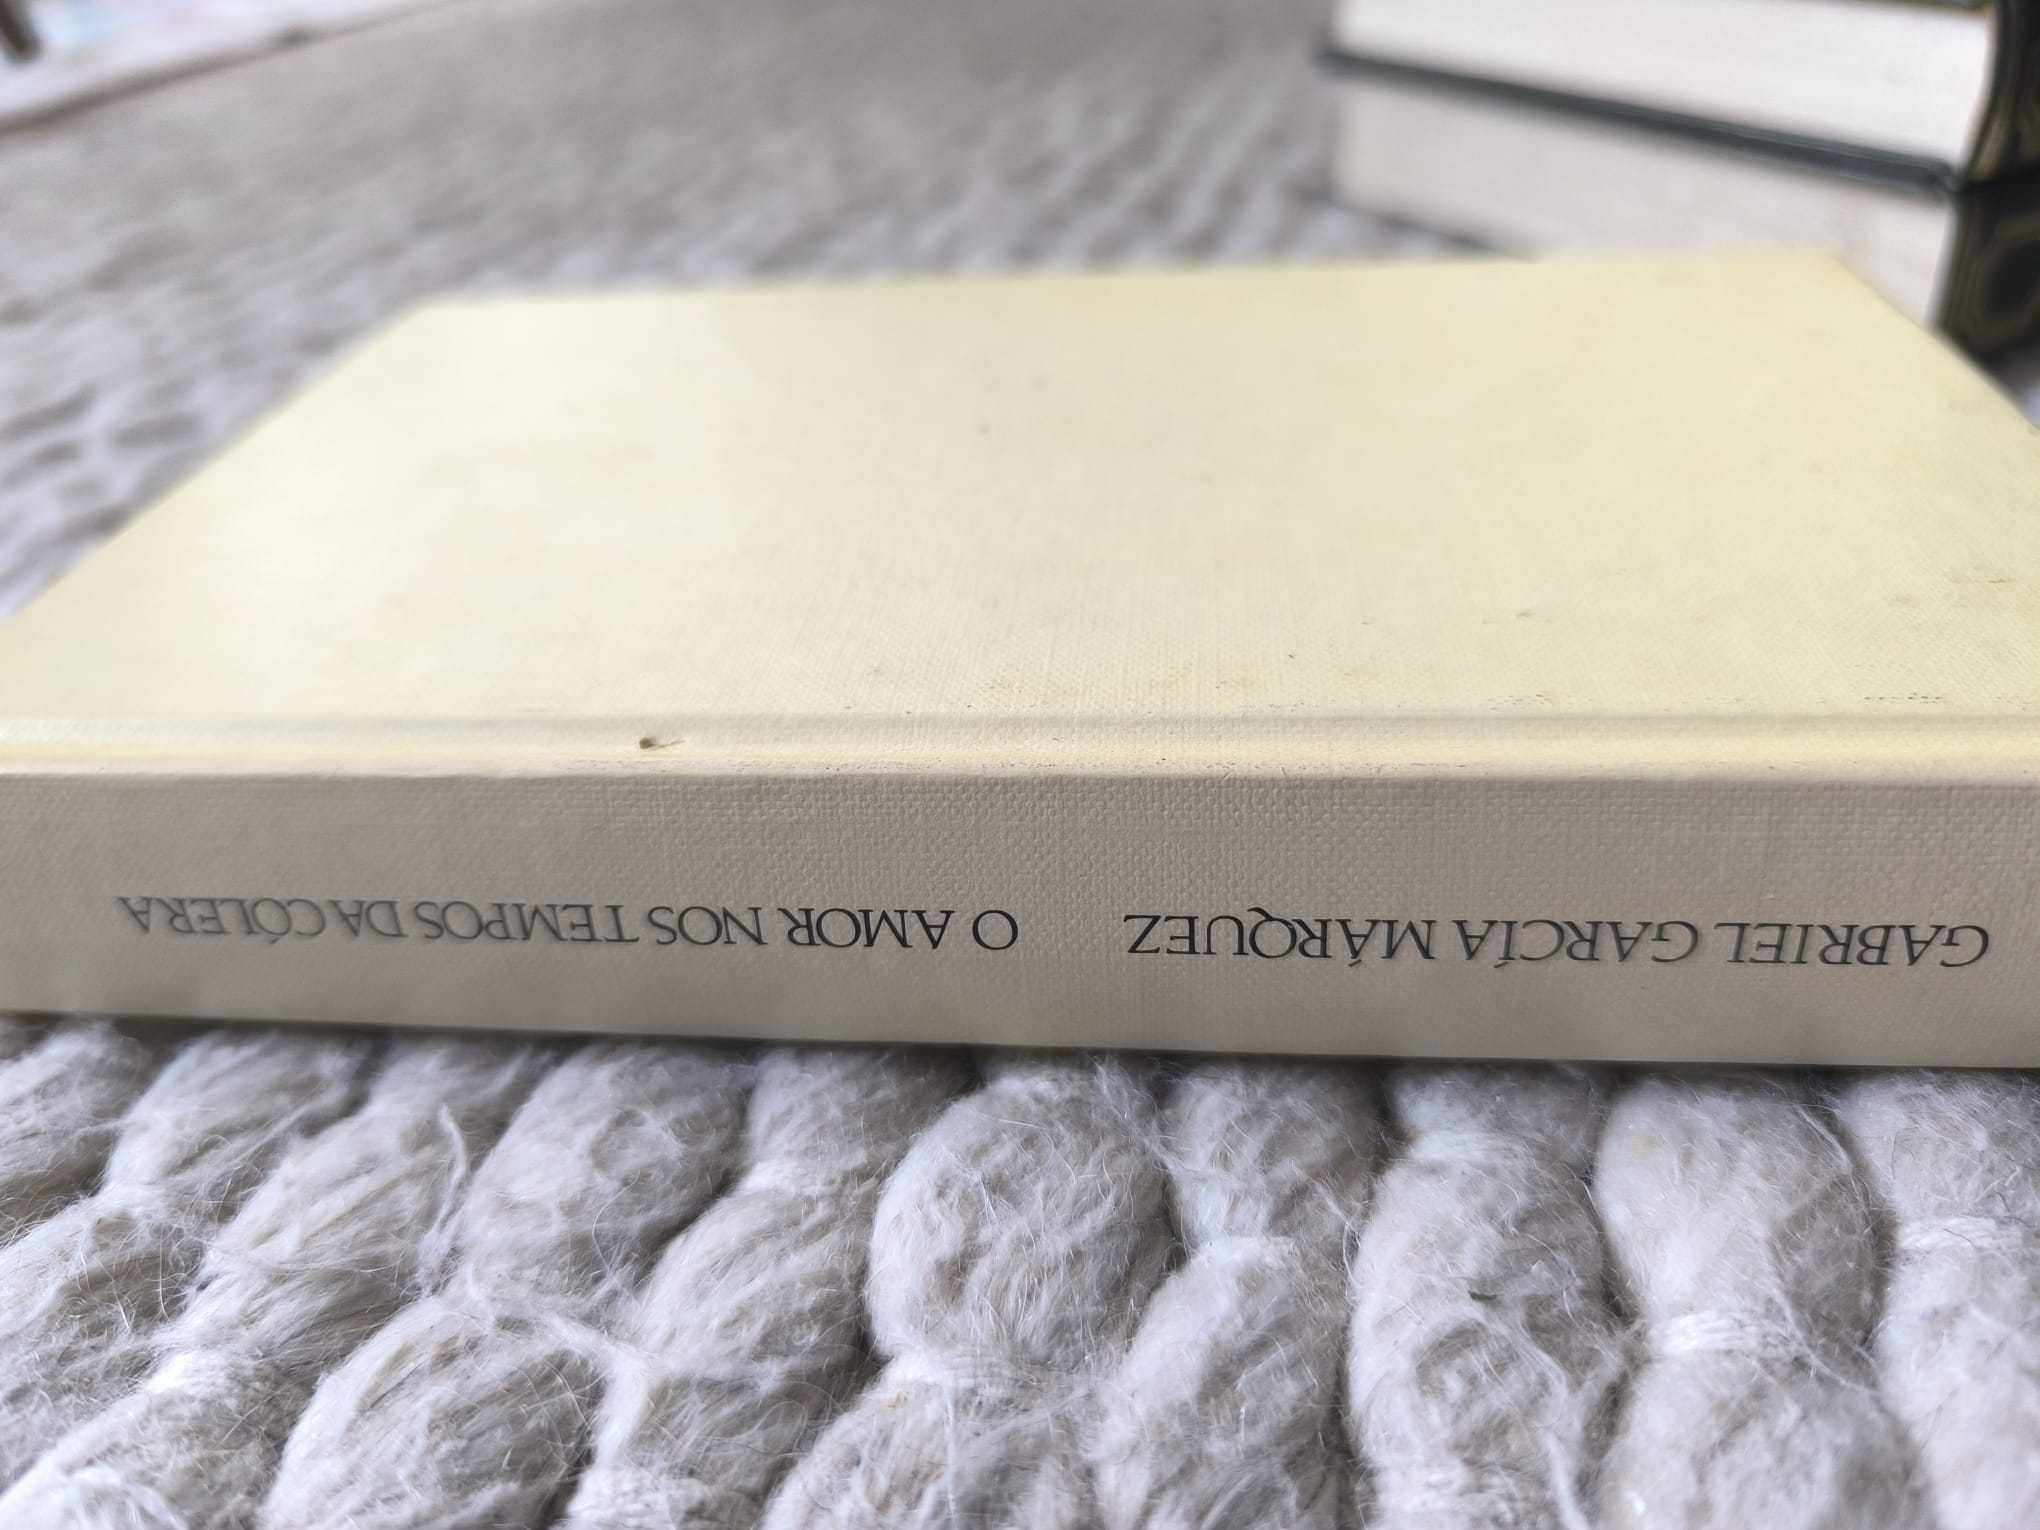 GABRIEL GARCÍA MÁRQUEZ O AMOR NOS TEMPOS DA CÓLERA